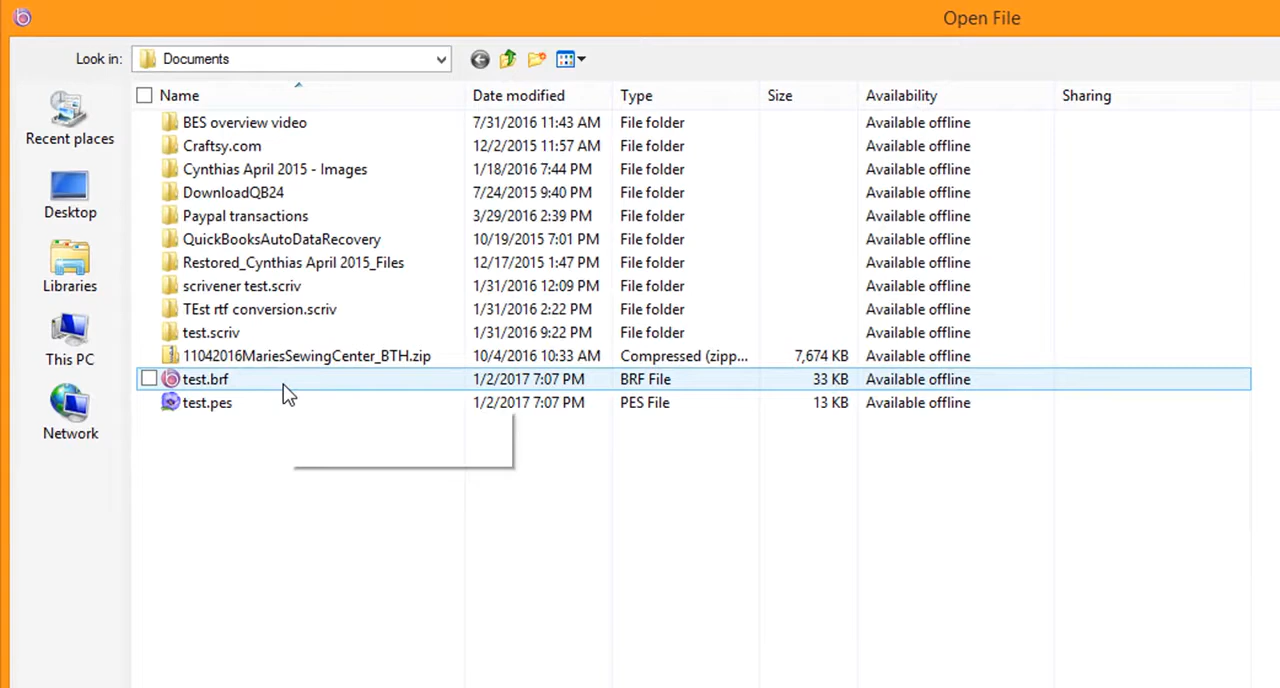 Open File
Look in: Documents
Name Date modified Type Size Availability Sharing
Recent places
Desktop
Libraries
This PC
Network
BES overview video 7/31/2016 11:43 AM File folder Available offline
Craftsy.com 12/2/2015 11:57 AM File folder Available offline
Cynthias April 2015 - Images 1/18/2016 7:44 PM File folder Available offline
DownloadQB24 7/24/2015 9:40 PM File folder Available offline
Paypal transactions 3/29/2016 2:39 PM File folder Available offline
QuickBooksAutoDataRecovery 10/19/2015 7:01 PM File folder Available offline
Restored_Cynthias April 2015_Files 12/17/2015 1:47 PM File folder Available offline
scrivener test.scriv 1/31/2016 12:09 PM File folder Available offline
TEst rtf conversion.scriv 1/31/2016 2:22 PM File folder Available offline
test.scriv 1/31/2016 9:22 PM File folder Available offline
11042016MariesSewingCenter_BTH.zip 10/4/2016 10:33 AM Compressed (zipp... 7,674 KB Available offline
test.brf 1/2/2017 7:07 PM BRF File 33 KB Available offline
test.pes 1/2/2017 7:07 PM PES File 13 KB Available offline